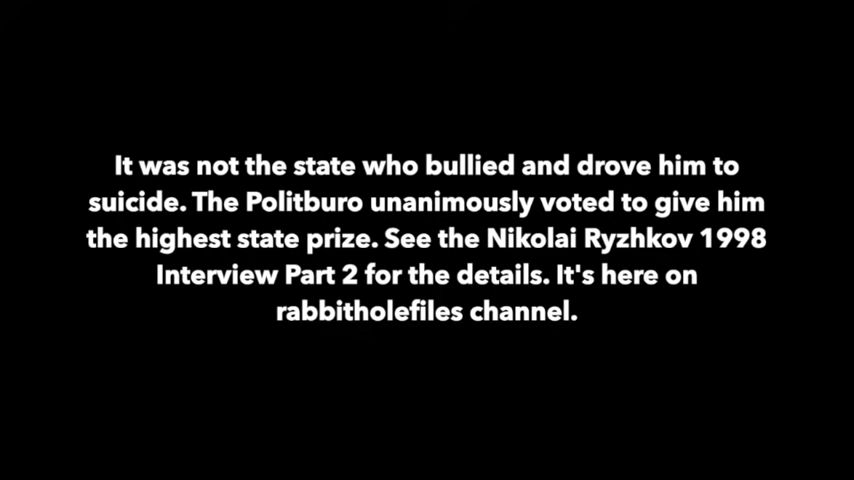 It was not the state who bullied and drove him to
suicide. The Politburo unanimously voted to give him
the highest state prize. See the Nikolai Ryzhkov 1998
Interview Part 2 for the details. It's here on
rabbitholefiles channel.